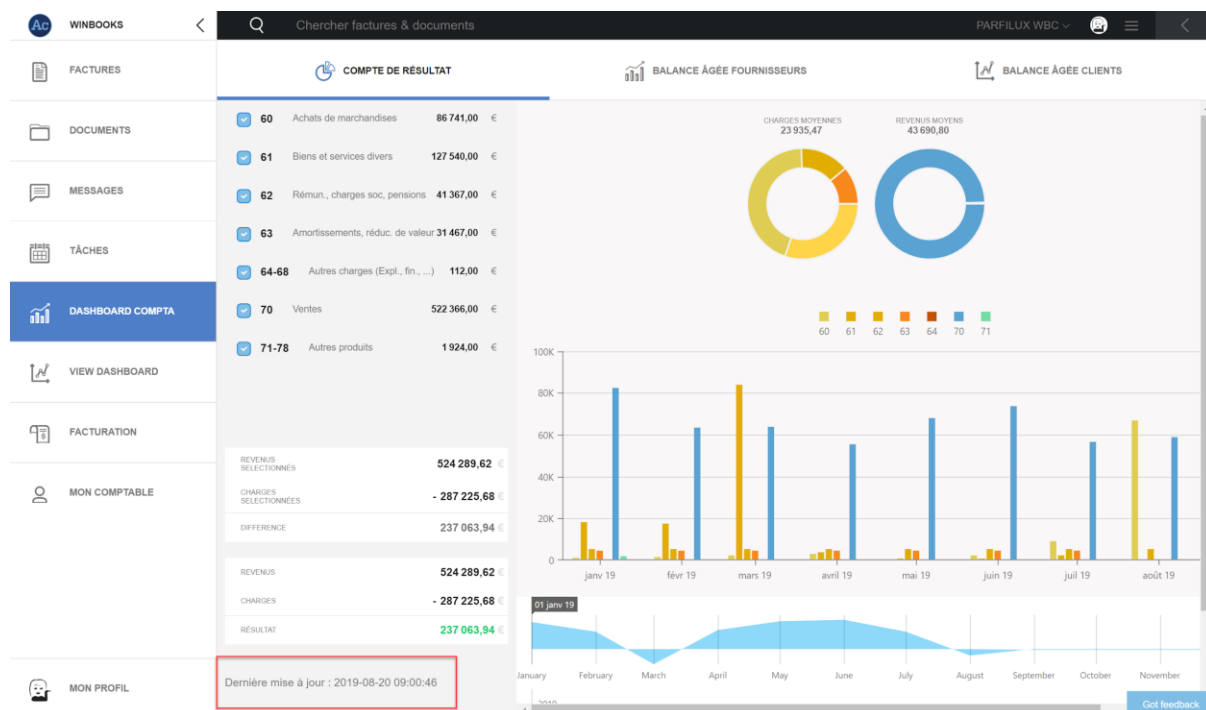 Ac WINBOOKS
Chercher factures & documents
PARFILUX WBC
FACTURES
DOCUMENTS
MESSAGES
TÂCHES
DASHBOARD COMPTA
VIEW DASHBOARD
FACTURATION
MON COMPTABLE
MON PROFIL
COMPTE DE RÉSULTAT
BALANCE ÂGÉE FOURNISSEURS
BALANCE ÂGÉE CLIENTS
60 Achats de marchandises 86 741,00 €
61 Biens et services divers 127 540,00 €
62 Rémun., charges soc, pensions 41 367,00 €
63 Amortissements, réduc. de valeur 31 467,00 €
64-68 Autres charges (Expl., fin., ...) 112,00 €
70 Ventes 522 366,00 €
71-78 Autres produits 1 924,00 €
REVENUS
SELECTIONNÉS 524 289,62 €
CHARGES
SELECTIONNÉES - 287 225,68 €
DIFFERENCE 237 063,94 €
REVENUS 524 289,62 €
CHARGES - 287 225,68 €
RÉSULTAT 237 063,94 €
Dernière mise à jour : 2019-08-20 09:00:46
CHARGES MOYENNES
23 935,47
REVENUS MOYENS
43 690,80
60 61 62 63 64 70 71
100K
80K
60K
40K
20K
0
janv 19 févr 19 mars 19 avril 19 mai 19 juin 19 juil 19 août 19
01 janv 19
January February March April May June July August September October November
2019
Got feedback